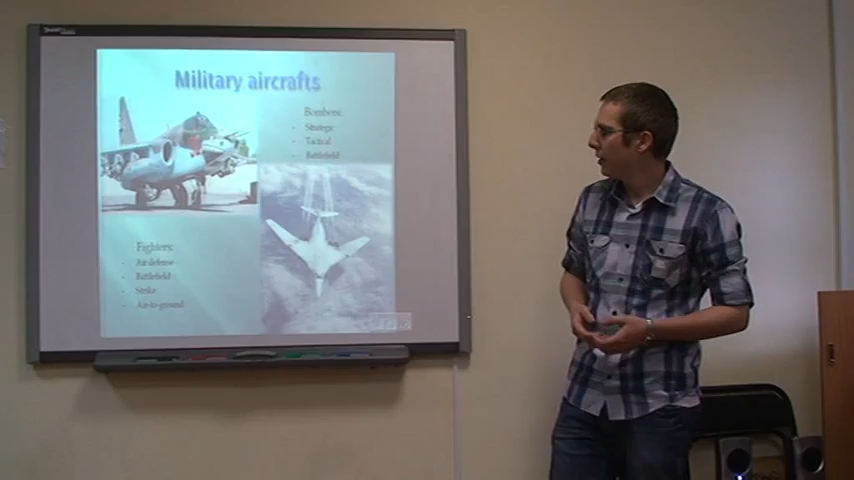 Military aircrafts
Bombers:
- Strategic
- Tactical
- Battlefield
Fighters:
- Air defense
- Battlefield
- Strike
- Air-to-ground